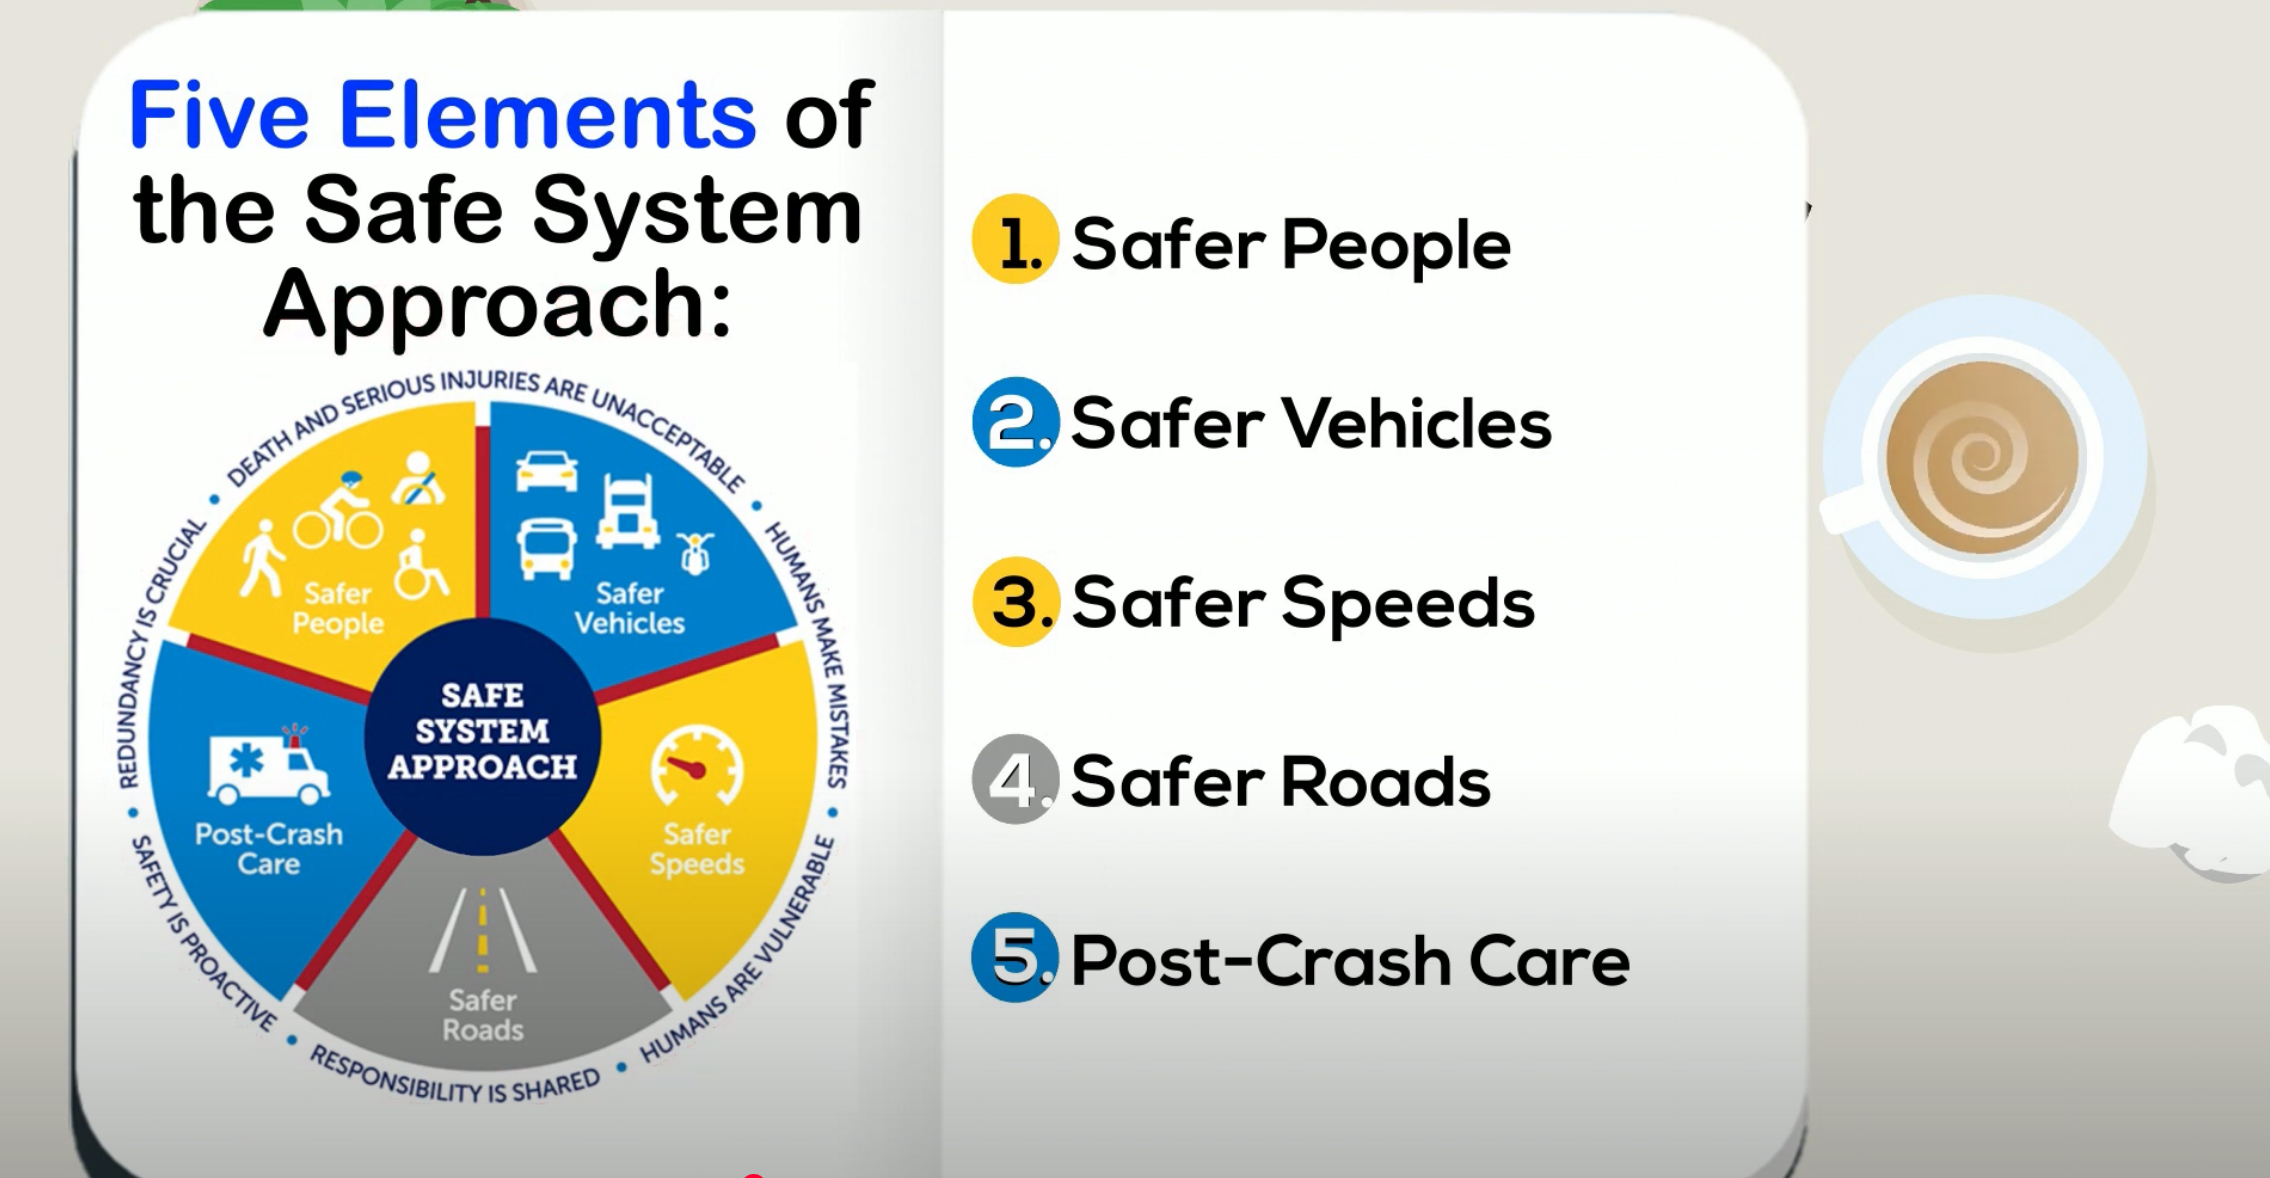 Five Elements of
the Safe System
Approach:
DEATH AND SERIOUS INJURIES ARE UNACCEPTABLE
HUMANS MAKE MISTAKES
HUMANS ARE VULNERABLE
RESPONSIBILITY IS SHARED
SAFETY IS PROACTIVE
REDUNDANCY IS CRUCIAL
Safer
People
Safer
Vehicles
SAFE
SYSTEM
APPROACH
Post-Crash
Care
Safer
Speeds
Safer
Roads
1. Safer People
2. Safer Vehicles
3. Safer Speeds
4. Safer Roads
5. Post-Crash Care